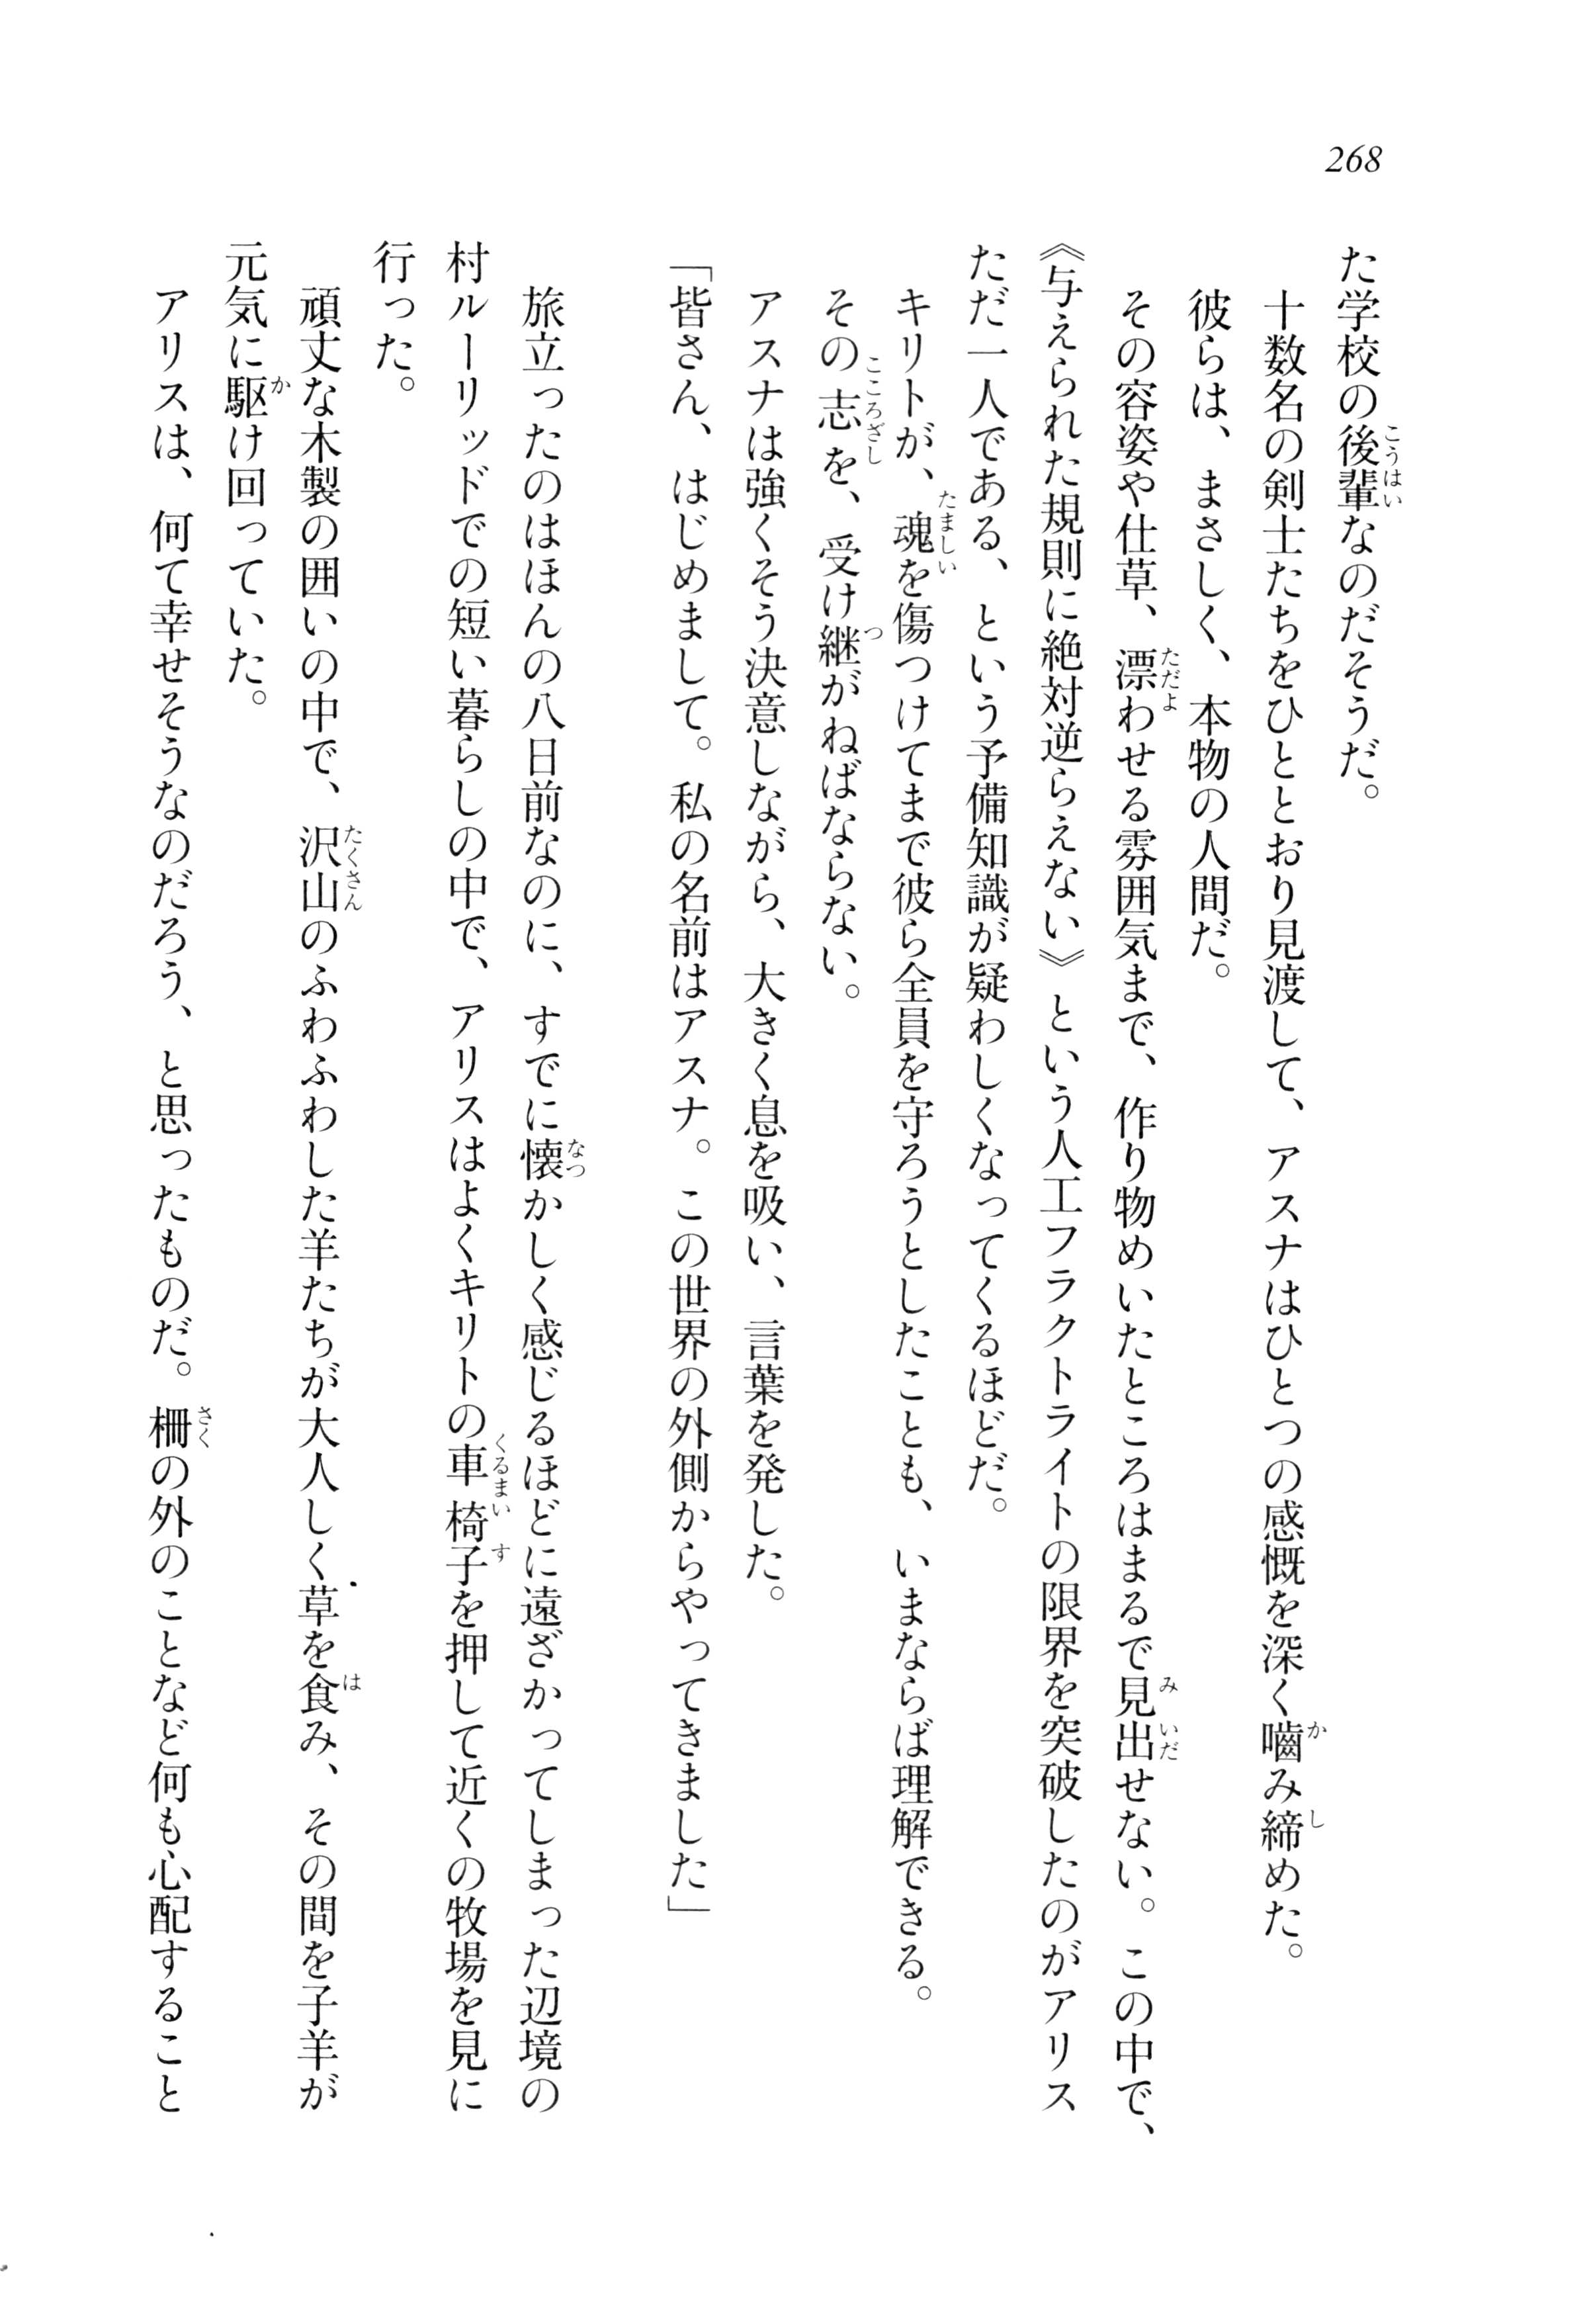 268
た学校の後輩なのだそうだ。
十数名の剣士たちをひととおり見渡して、アスナはひとつの感慨を深く嚙み締めた。
彼らは、まさしく、本物の人間だ。
その容姿や仕草、漂わせる雰囲気まで、作り物めいたところはまるで見出せない。この中で、
《与えられた規則に絶対逆らえない》という人工フラクトライトの限界を突破したのがアリス
ただ一人である、という予備知識が疑わしくなってくるほどだ。
キリトが、魂を傷つけてまで彼ら全員を守ろうとしたことも、いまならば理解できる。
その志を、受け継がねばならない。
アスナは強くそう決意しながら、大きく息を吸い、言葉を発した。
「皆さん、はじめまして。私の名前はアスナ。この世界の外側からやってきました」
旅立ったのはほんの八日前なのに、すでに懐かしく感じるほどに遠ざかってしまった辺境の
村ルーリッドでの短い暮らしの中で、アリスはよくキリトの車椅子を押して近くの牧場を見に
行った。
頑丈な木製の囲いの中で、沢山のふわふわした羊たちが大人しく草を食み、その間を子羊が
元気に駆け回っていた。
アリスは、何て幸せそうなのだろう、と思ったものだ。柵の外のことなど何も心配すること